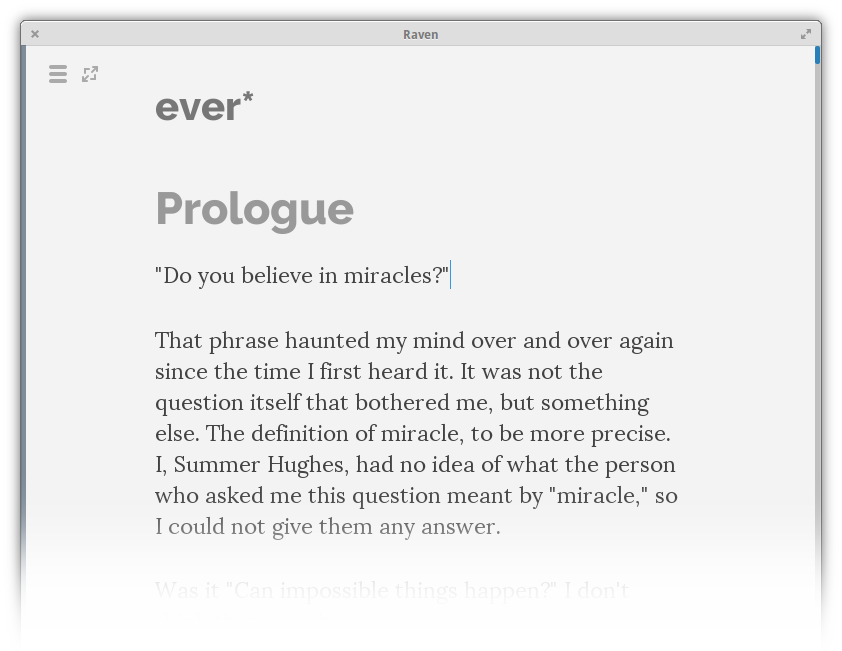 Raven
ever*
Prologue
"Do you believe in miracles?"
That phrase haunted my mind over and over again
since the time I first heard it. It was not the
question itself that bothered me, but something
else. The definition of miracle, to be more precise.
I, Summer Hughes, had no idea of what the person
who asked me this question meant by "miracle," so
I could not give them any answer.
Was it "Can impossible things happen?" I don't